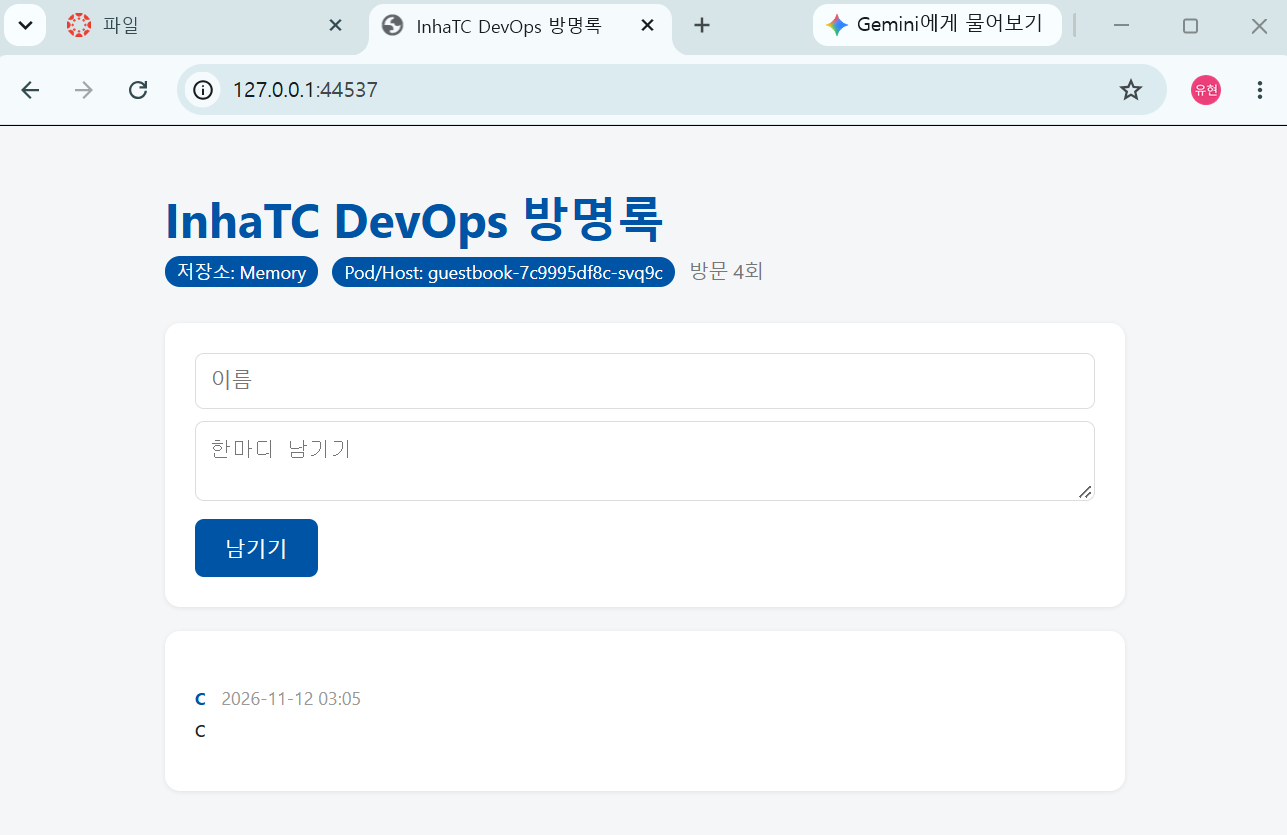 파일
InhaTC DevOps 방명록
Gemini에게 물어보기
127.0.0.1:44537
유현
InhaTC DevOps 방명록
저장소: Memory Pod/Host: guestbook-7c9995df8c-svq9c 방문 4회
이름
한마디 남기기
남기기
C 2026-11-12 03:05
C